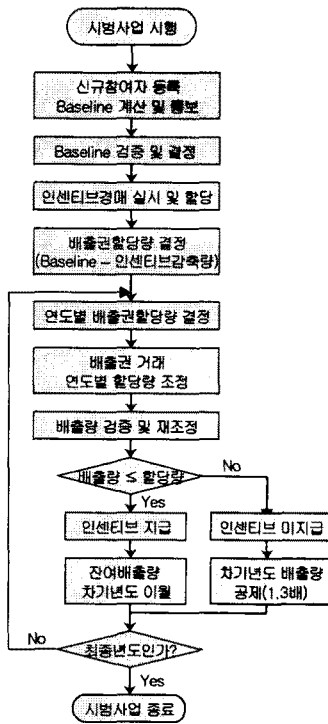 시범사업 시행
신규참여자 등록
Baseline 계산 및 통보
Baseline 검증 및 결정
인센티브경매 실시 및 할당
배출권할당량 결정
(Baseline – 인센티브감축량)
연도별 배출권할당량 결정
배출권 거래
연도별 할당량 조정
배출량 검증 및 재조정
배출량 ≤ 할당량
No
Yes
인센티브 지급
인센티브 미지급
잔여배출량
차기년도 이월
차기년도 배출량
공제(1.3배)
No
최종년도인가?
Yes
시범사업 종료